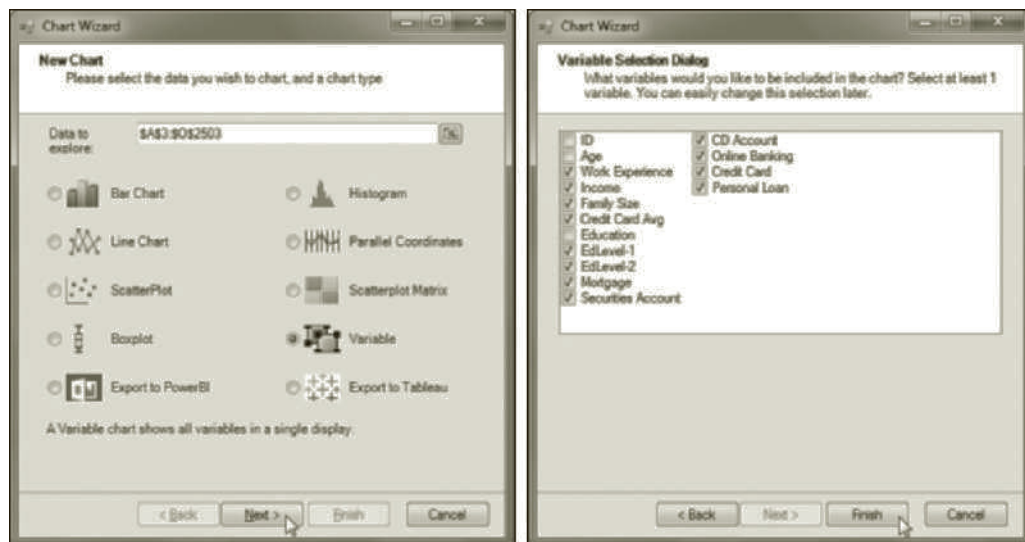 Chart Wizard
New Chart
Please select the data you wish to chart, and a chart type
Data to explore:
$A$3:$O$2503
Bar Chart
Histogram
Line Chart
Parallel Coordinates
ScatterPlot
Scatterplot Matrix
Boxplot
Variable
Export to PowerBI
Export to Tableau
A Variable chart shows all variables in a single display.
< Back
Next >
Finish
Cancel
Chart Wizard
Variable Selection Dialog
What variables would you like to be included in the chart? Select at least 1
variable. You can easily change this selection later.
ID
Age
Work Experience
Income
Family Size
Credit Card Avg
Education
EdLevel-1
EdLevel-2
Mortgage
Securities Account
CD Account
Online Banking
Credit Card
Personal Loan
< Back
Next >
Finish
Cancel